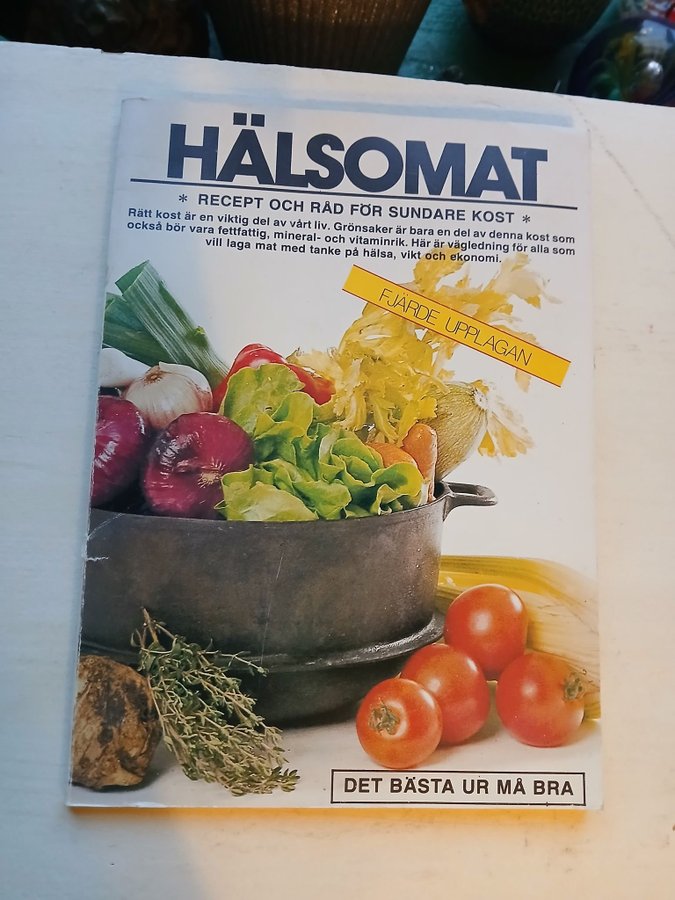 HÄLSOMAT
* RECEPT OCH RÅD FÖR SUNDARE KOST *
Rätt kost är en viktig del av vårt liv. Grönsaker är bara en del av denna kost som
också bör vara fettfattig, mineral- och vitaminrik. Här är vägledning för alla som
vill laga mat med tanke på hälsa, vikt och ekonomi.
FJÄRDE UPPLAGAN
DET BÄSTA UR MÅ BRA